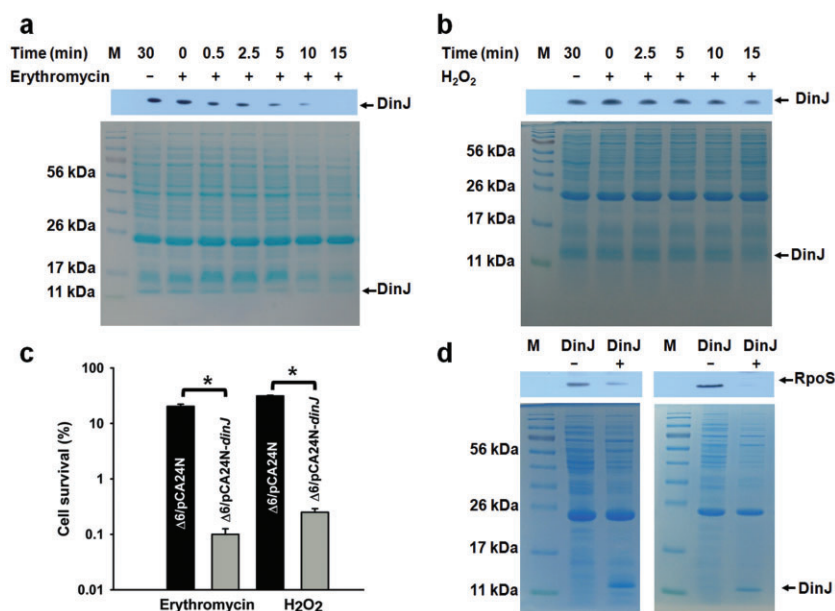 a
Time (min) M 30 0 0.5 2.5 5 10 15
Erythromycin – + + + + + +
DinJ
56 kDa
26 kDa
17 kDa
11 kDa
DinJ
b
Time (min) M 30 0 2.5 5 10 15
H₂O₂ – + + + + +
DinJ
56 kDa
26 kDa
17 kDa
11 kDa
DinJ
c
Cell survival (%)
100
10
1
0.1
0.01
* *
Δ6/pCA24N
Δ6/pCA24N-dinJ
Δ6/pCA24N
Δ6/pCA24N-dinJ
Erythromycin H₂O₂
d
M DinJ DinJ M DinJ DinJ
– + – +
RpoS
56 kDa
26 kDa
17 kDa
11 kDa
DinJ